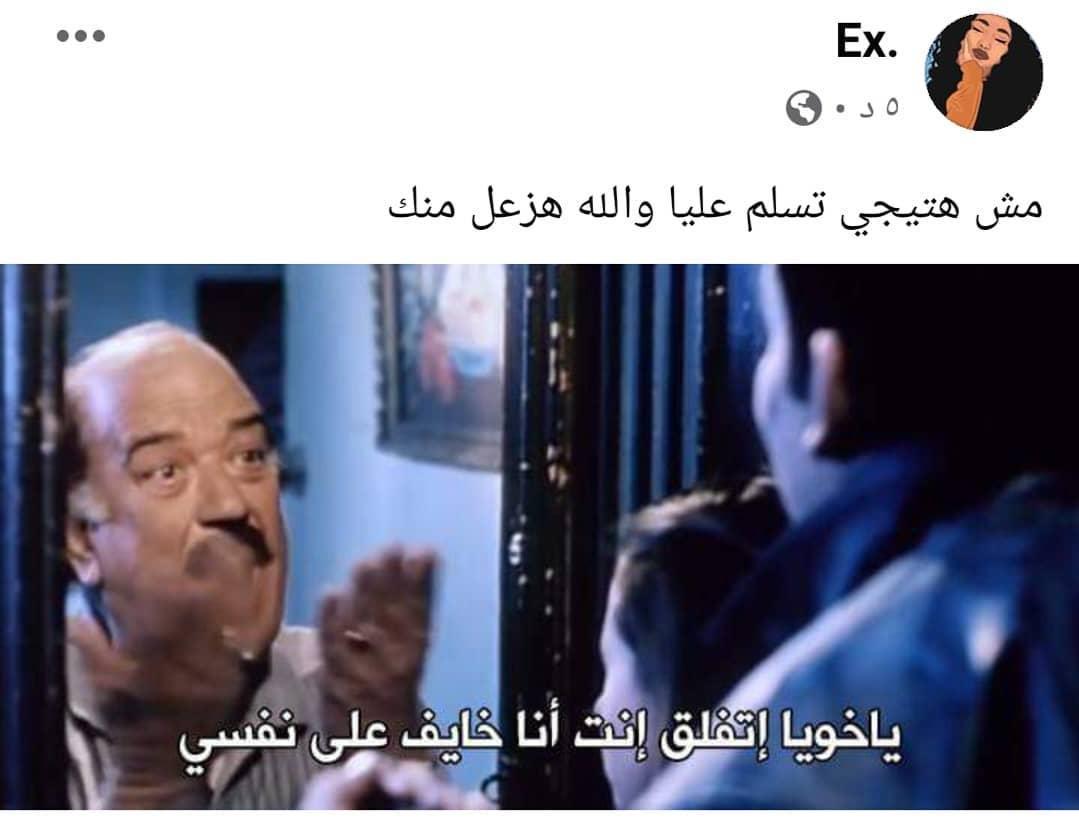 Ex.
٥ د •
مش هتيجي تسلم عليا والله هزعل منك
ياخويا إتفلق إنت أنا خايف على نفسي